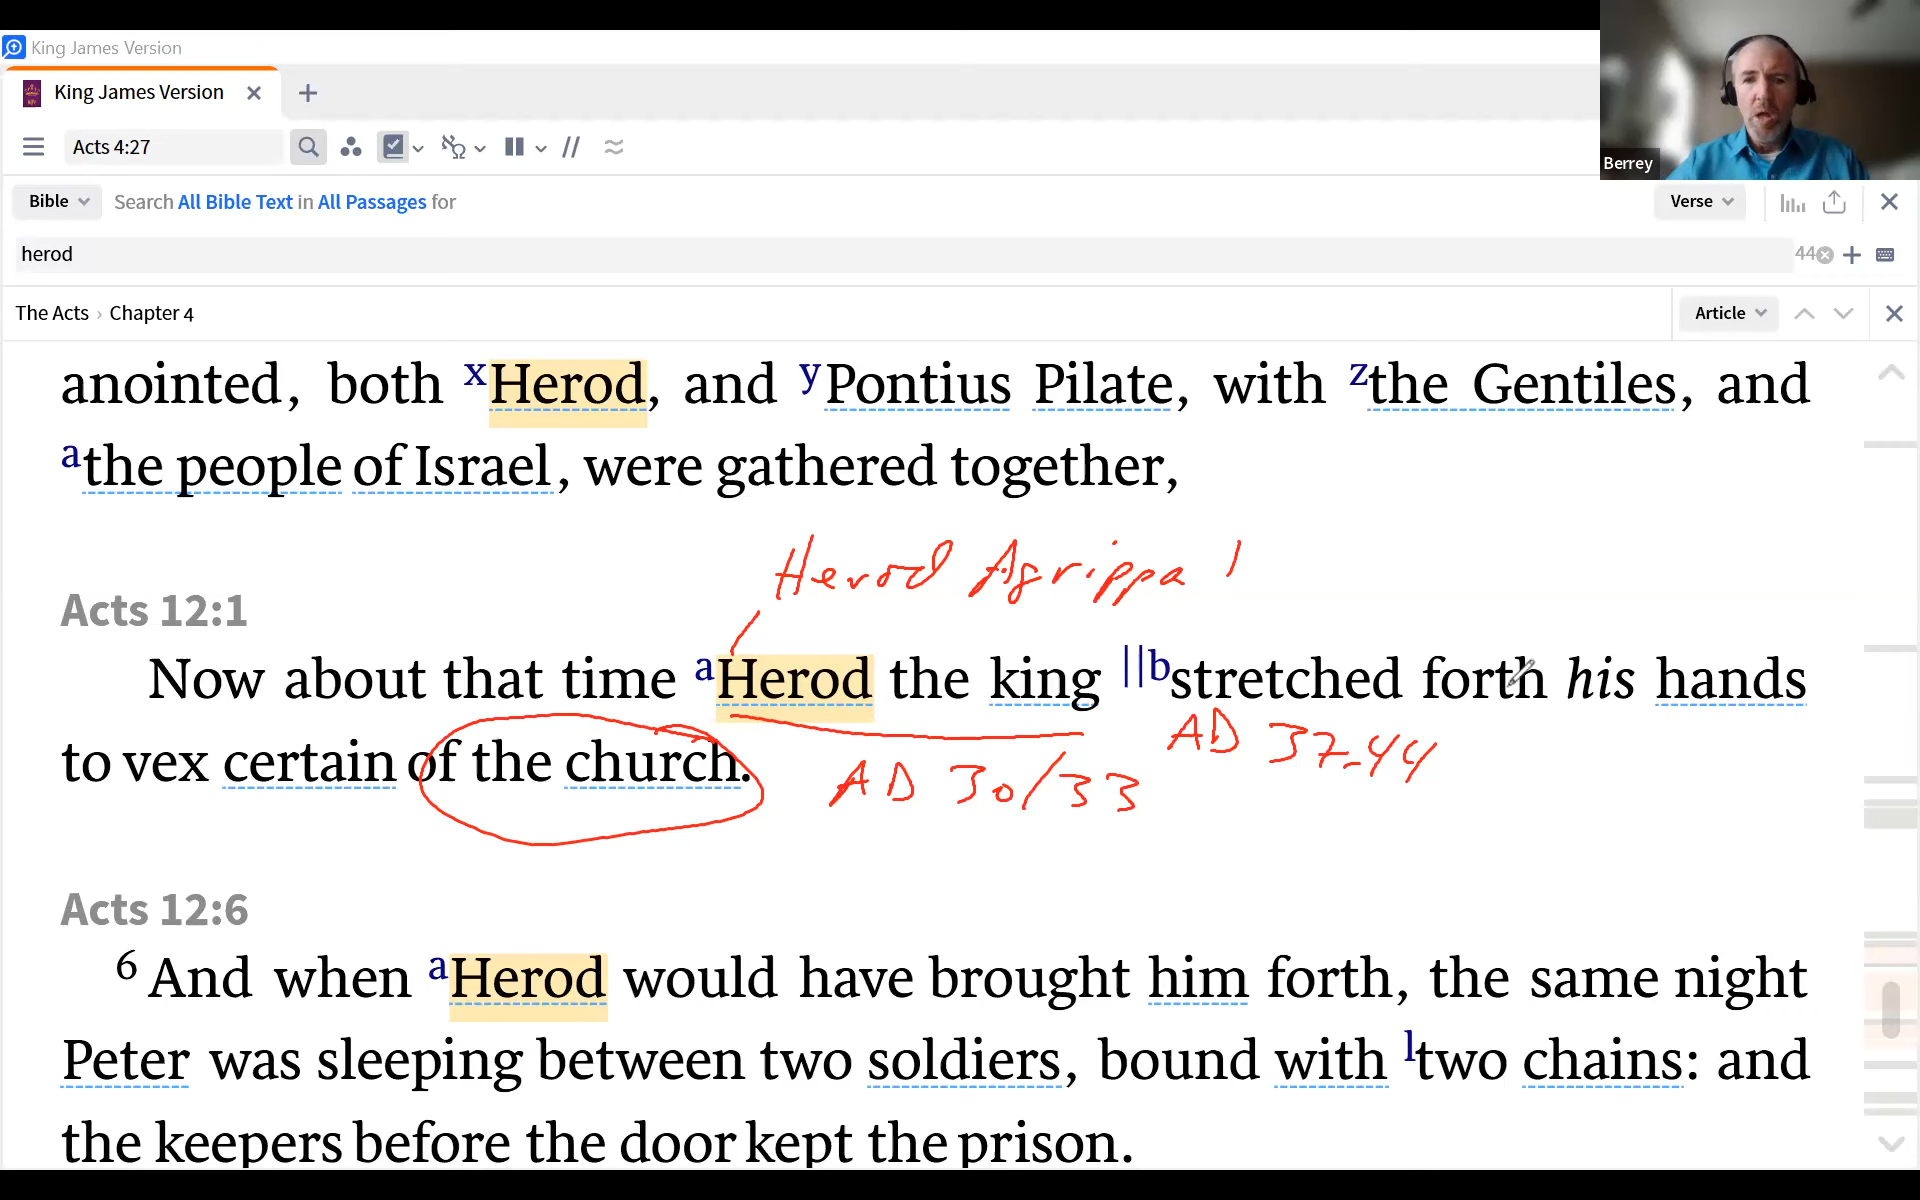 King James Version
King James Version
Acts 4:27
Berrey
Bible Search All Bible Text in All Passages for Verse
herod 44
The Acts › Chapter 4 Article
anointed, both xHerod, and yPontius Pilate, with zthe Gentiles, and
athe people of Israel, were gathered together,
Herod Agrippa I
Acts 12:1
Now about that time aHerod the king ||bstretched forth his hands
AD 37-44
to vex certain of the church.
AD 30/33
Acts 12:6
6 And when aHerod would have brought him forth, the same night
Peter was sleeping between two soldiers, bound with ltwo chains: and
the keepers before the door kept the prison.